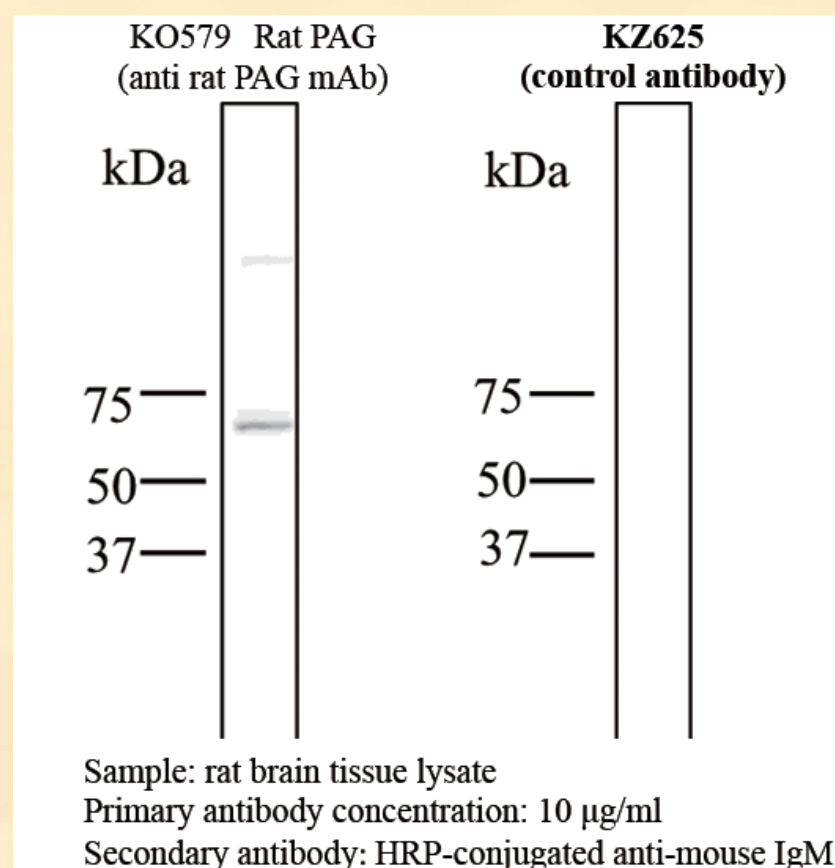 KO579 Rat PAG
(anti rat PAG mAb)
kDa
75
50
37
KZ625
(control antibody)
kDa
75
50
37
Sample: rat brain tissue lysate
Primary antibody concentration: 10 μg/ml
Secondary antibody: HRP-conjugated anti-mouse IgM